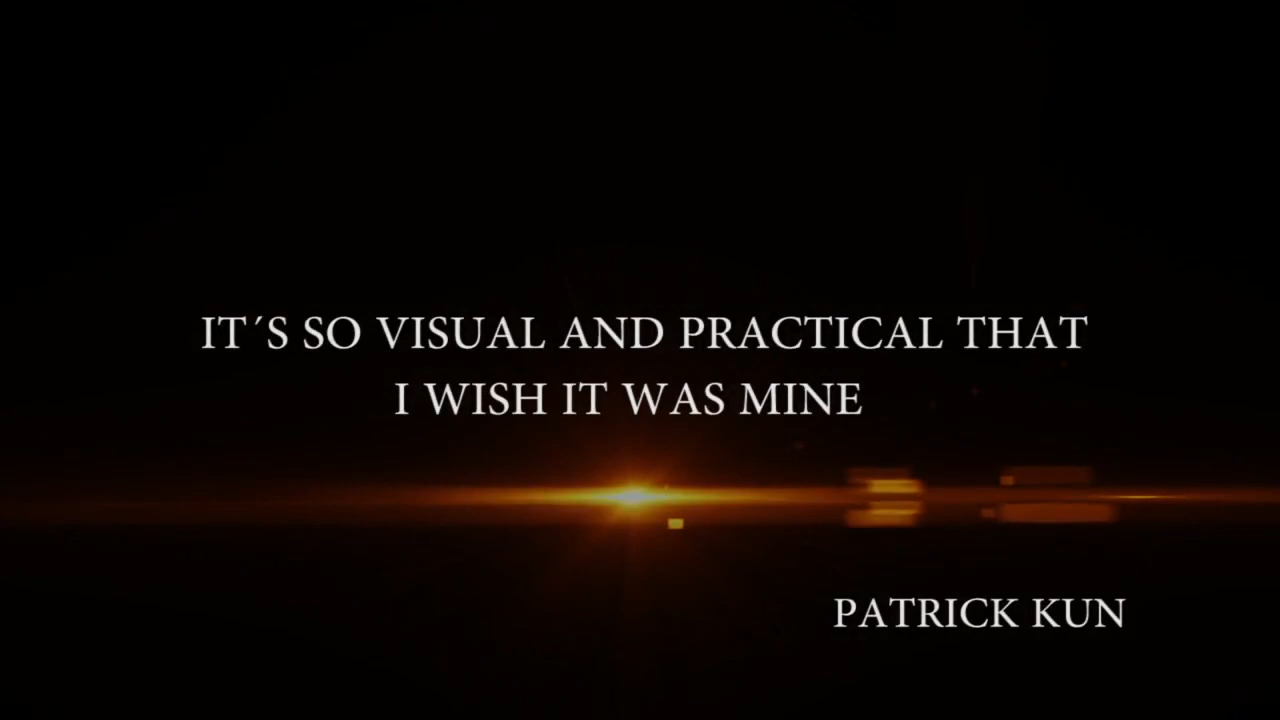 IT´S SO VISUAL AND PRACTICAL THAT
I WISH IT WAS MINE
PATRICK KUN